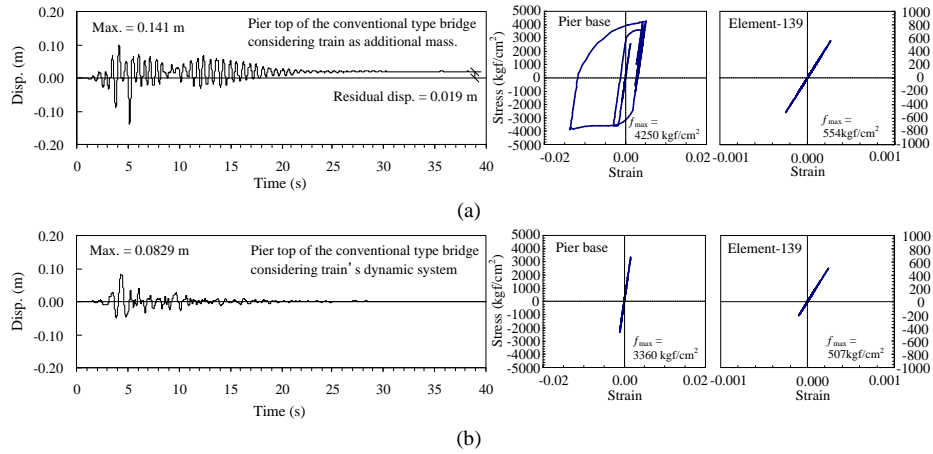 Max. = 0.141 m
Pier top of the conventional type bridge
considering train as additional mass.
Residual disp. = 0.019 m
0.20
0.10
0.00
-0.10
-0.20
Disp. (m)
0 5 10 15 20 25 30 35 40
Time (s)
Pier base
5000
4000
3000
2000
1000
0
-1000
-2000
-3000
-4000
-5000
Stress (kgf/cm²)
fmax =
4250 kgf/cm²
-0.02 0.00 0.02
Strain
Element-139
1000
800
600
400
200
0
-200
-400
-600
-800
-1000
fmax =
554kgf/cm²
-0.001 0.000 0.001
Strain
(a)
Max. = 0.0829 m
Pier top of the conventional type bridge
considering train's dynamic system
0.20
0.10
0.00
-0.10
-0.20
Disp. (m)
0 5 10 15 20 25 30 35 40
Time (s)
Pier base
5000
4000
3000
2000
1000
0
-1000
-2000
-3000
-4000
-5000
Stress (kgf/cm²)
fmax =
3360 kgf/cm²
-0.02 0.00 0.02
Strain
Element-139
1000
800
600
400
200
0
-200
-400
-600
-800
-1000
fmax =
507kgf/cm²
-0.001 0.000 0.001
Strain
(b)